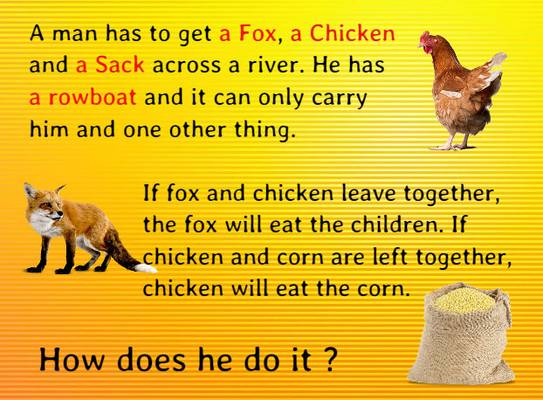 A man has to get a Fox, a Chicken
and a Sack across a river. He has
a rowboat and it can only carry
him and one other thing.
If fox and chicken leave together,
the fox will eat the children. If
chicken and corn are left together,
chicken will eat the corn.
How does he do it ?